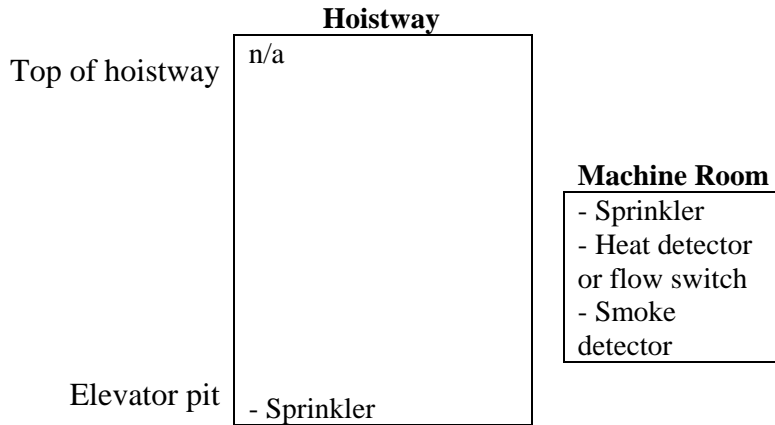 Hoistway
Top of hoistway
n/a
Machine Room
- Sprinkler
- Heat detector
or flow switch
- Smoke
detector
Elevator pit
- Sprinkler